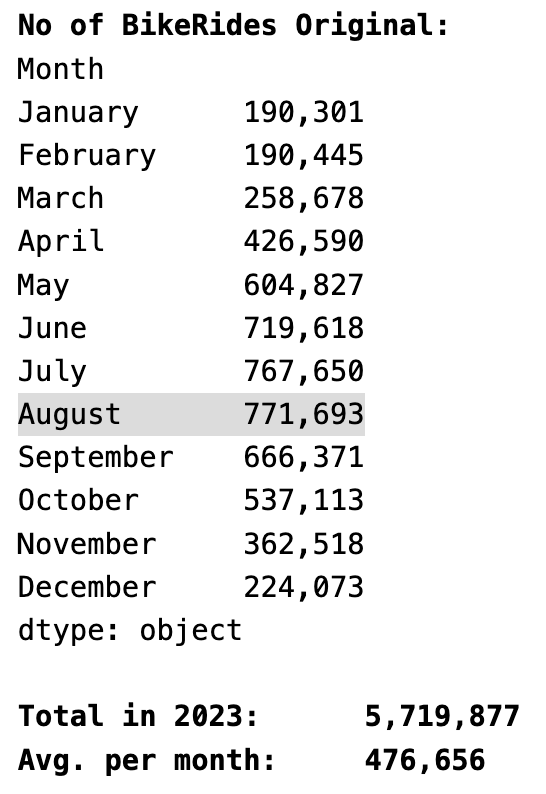 No of BikeRides Original:
Month
January      190,301
February     190,445
March        258,678
April        426,590
May          604,827
June         719,618
July         767,650
August       771,693
September    666,371
October      537,113
November     362,518
December     224,073
dtype: object
Total in 2023:      5,719,877
Avg. per month:     476,656